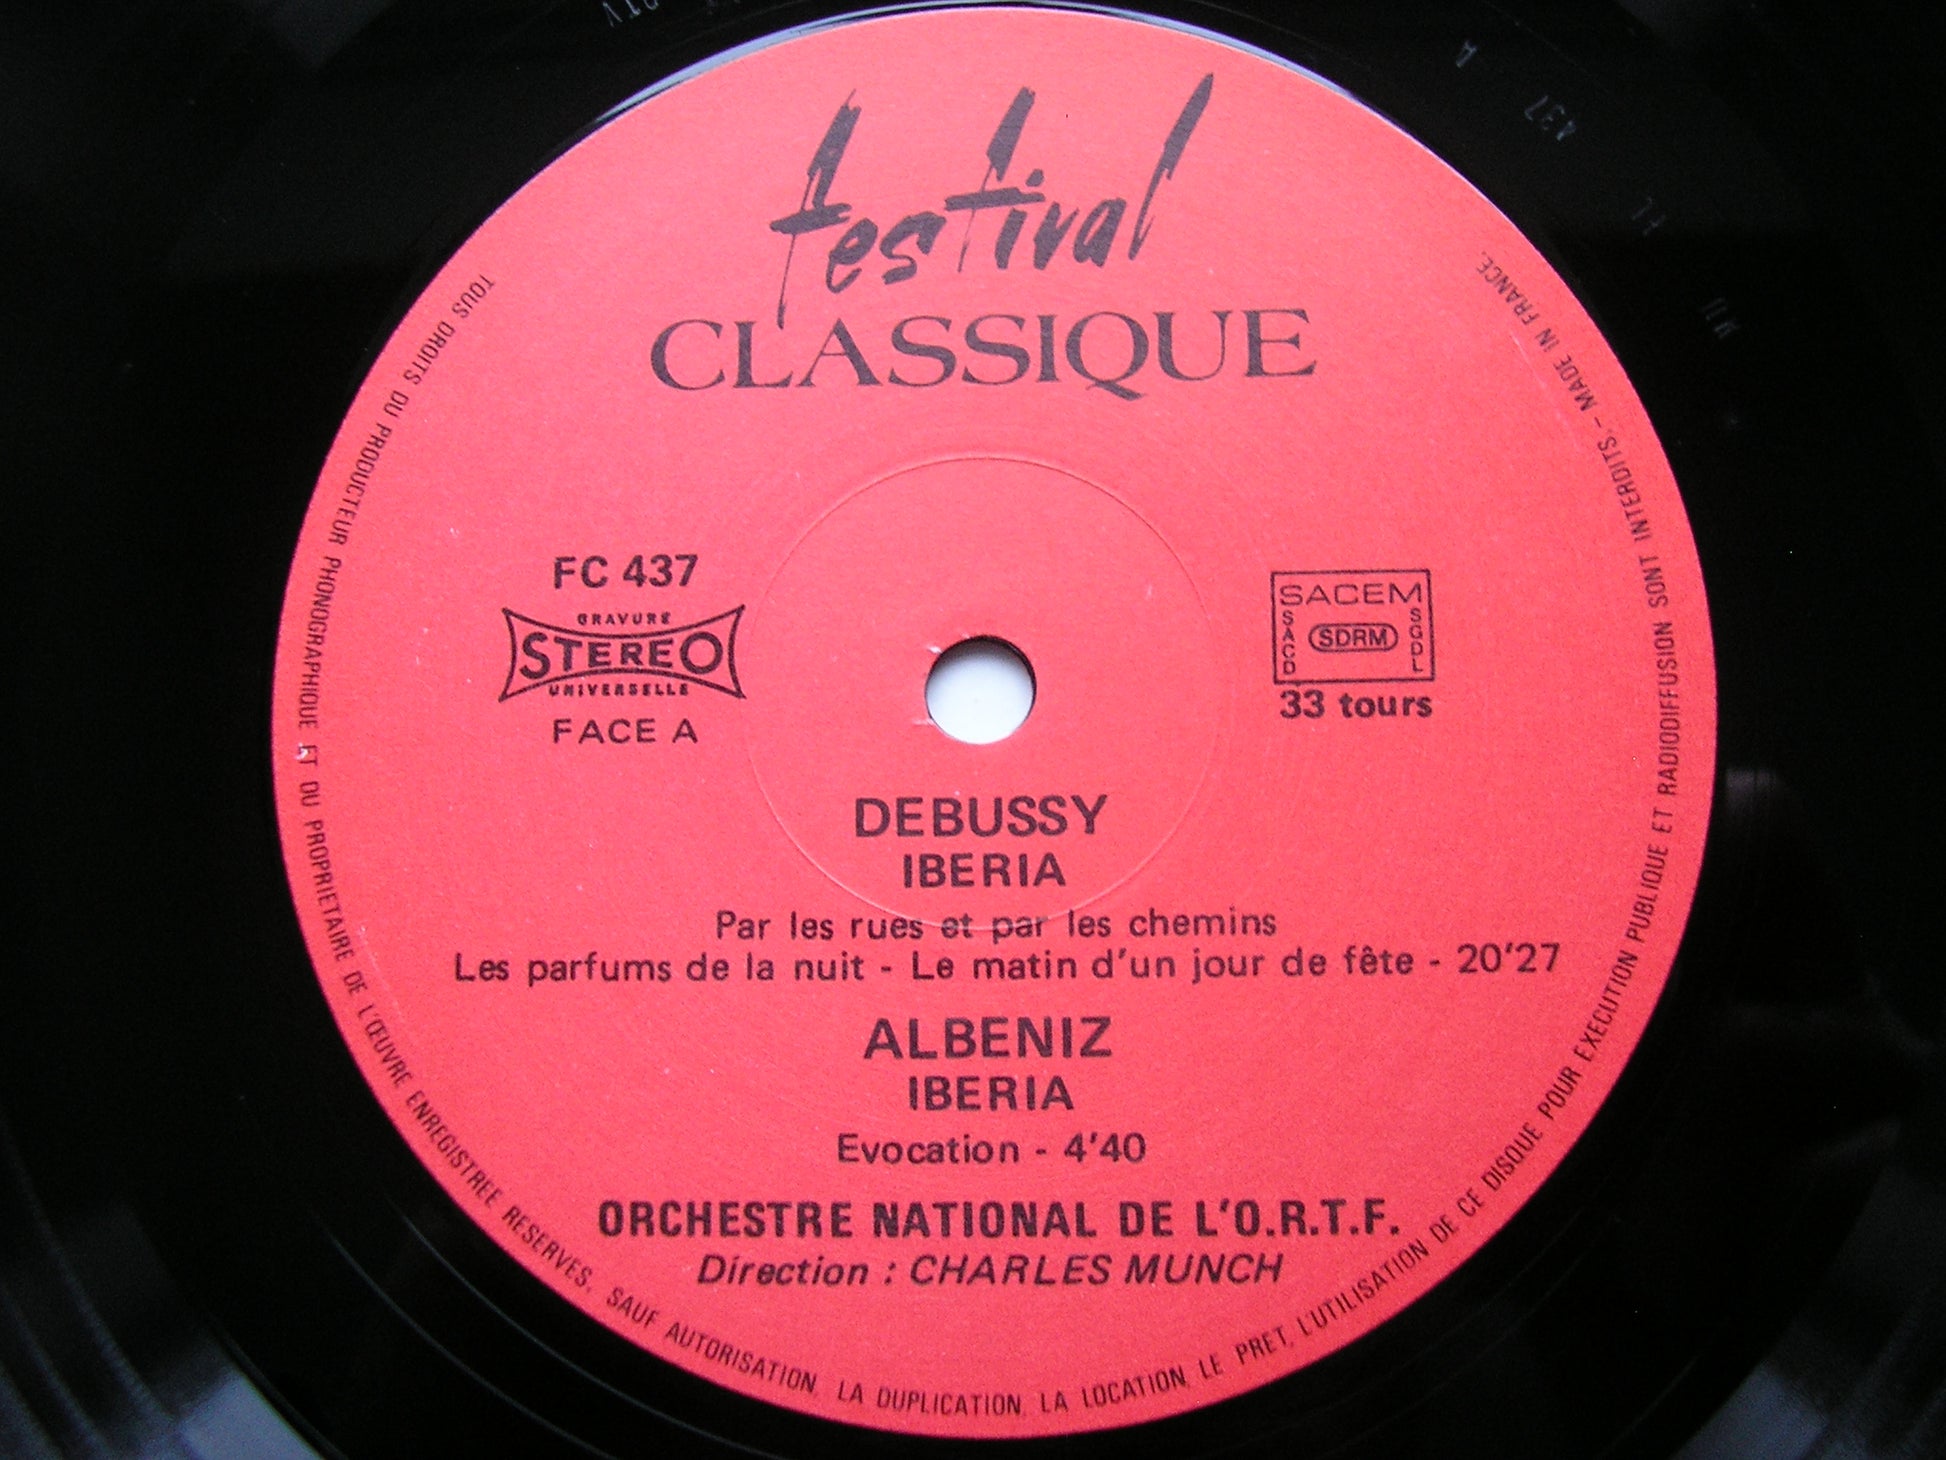 festival
CLASSIQUE
FC 437
GRAVURE
STEREO
UNIVERSELLE
FACE A
SACEM
SACD
SDRM
SGDL
33 tours
DEBUSSY
IBERIA
Par les rues et par les chemins
Les parfums de la nuit - Le matin d'un jour de fête - 20'27
ALBENIZ
IBERIA
Evocation - 4'40
ORCHESTRE NATIONAL DE L'O.R.T.F.
Direction : CHARLES MUNCH
TOUS DROITS DU PRODUCTEUR PHONOGRAPHIQUE ET DU PROPRIETAIRE DE L'ŒUVRE ENREGISTREE RESERVES. SAUF AUTORISATION, LA DUPLICATION, LA LOCATION, LE PRET, L'UTILISATION DE CE DISQUE POUR EXECUTION PUBLIQUE ET RADIODIFFUSION SONT INTERDITS. – MADE IN FRANCE.
437 A